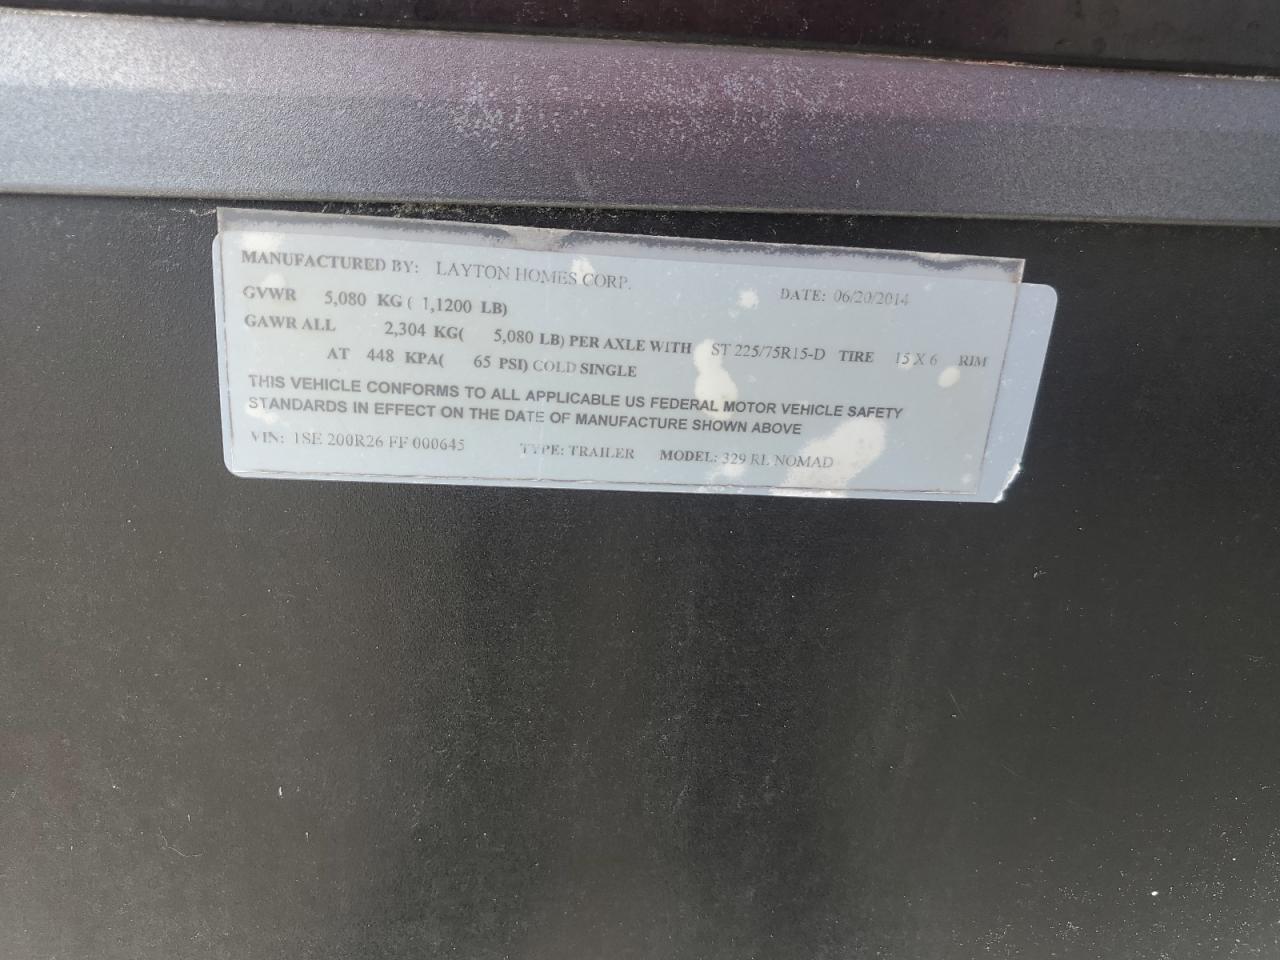 MANUFACTURED BY: LAYTON HOMES CORP. DATE: 06/20/2014
GVWR 5,080 KG ( 1,1200 LB)
GAWR ALL 2,304 KG( 5,080 LB) PER AXLE WITH ST 225/75R15-D TIRE 15 X 6 RIM
AT 448 KPA( 65 PSI) COLD SINGLE
THIS VEHICLE CONFORMS TO ALL APPLICABLE US FEDERAL MOTOR VEHICLE SAFETY
STANDARDS IN EFFECT ON THE DATE OF MANUFACTURE SHOWN ABOVE
VIN: 1SE 200R26 FF 000645 TYPE: TRAILER MODEL: 329 RL NOMAD